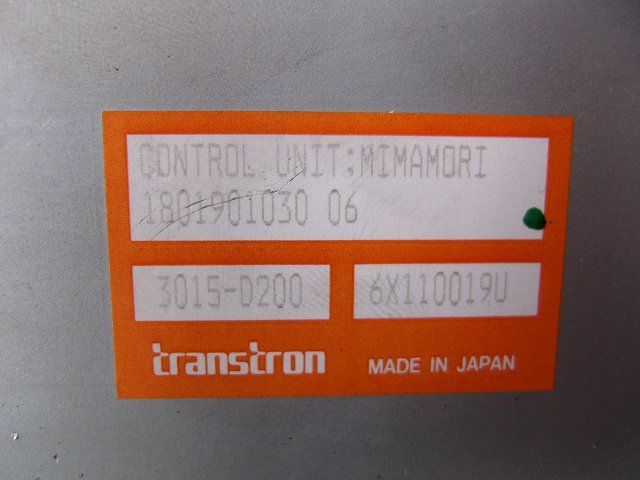 CONTROL UNIT;MIMAMORI
1801901030 06
3015-D200
6X110019U
transtron
MADE IN JAPAN